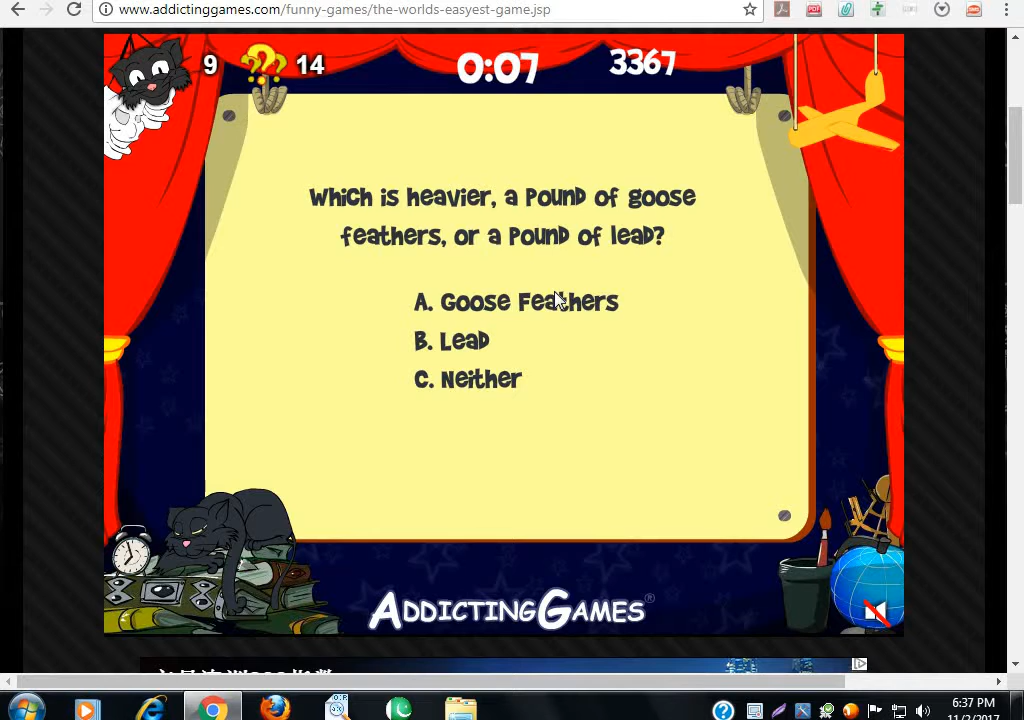 www.addictinggames.com/funny-games/the-worlds-easyest-game.jsp
9 ??? 14 0:07 3367
Which is heavier, a pound of goose
feathers, or a pound of lead?
A. Goose Feathers
B. Lead
C. Neither
ADDICTINGGAMES®
6:37 PM